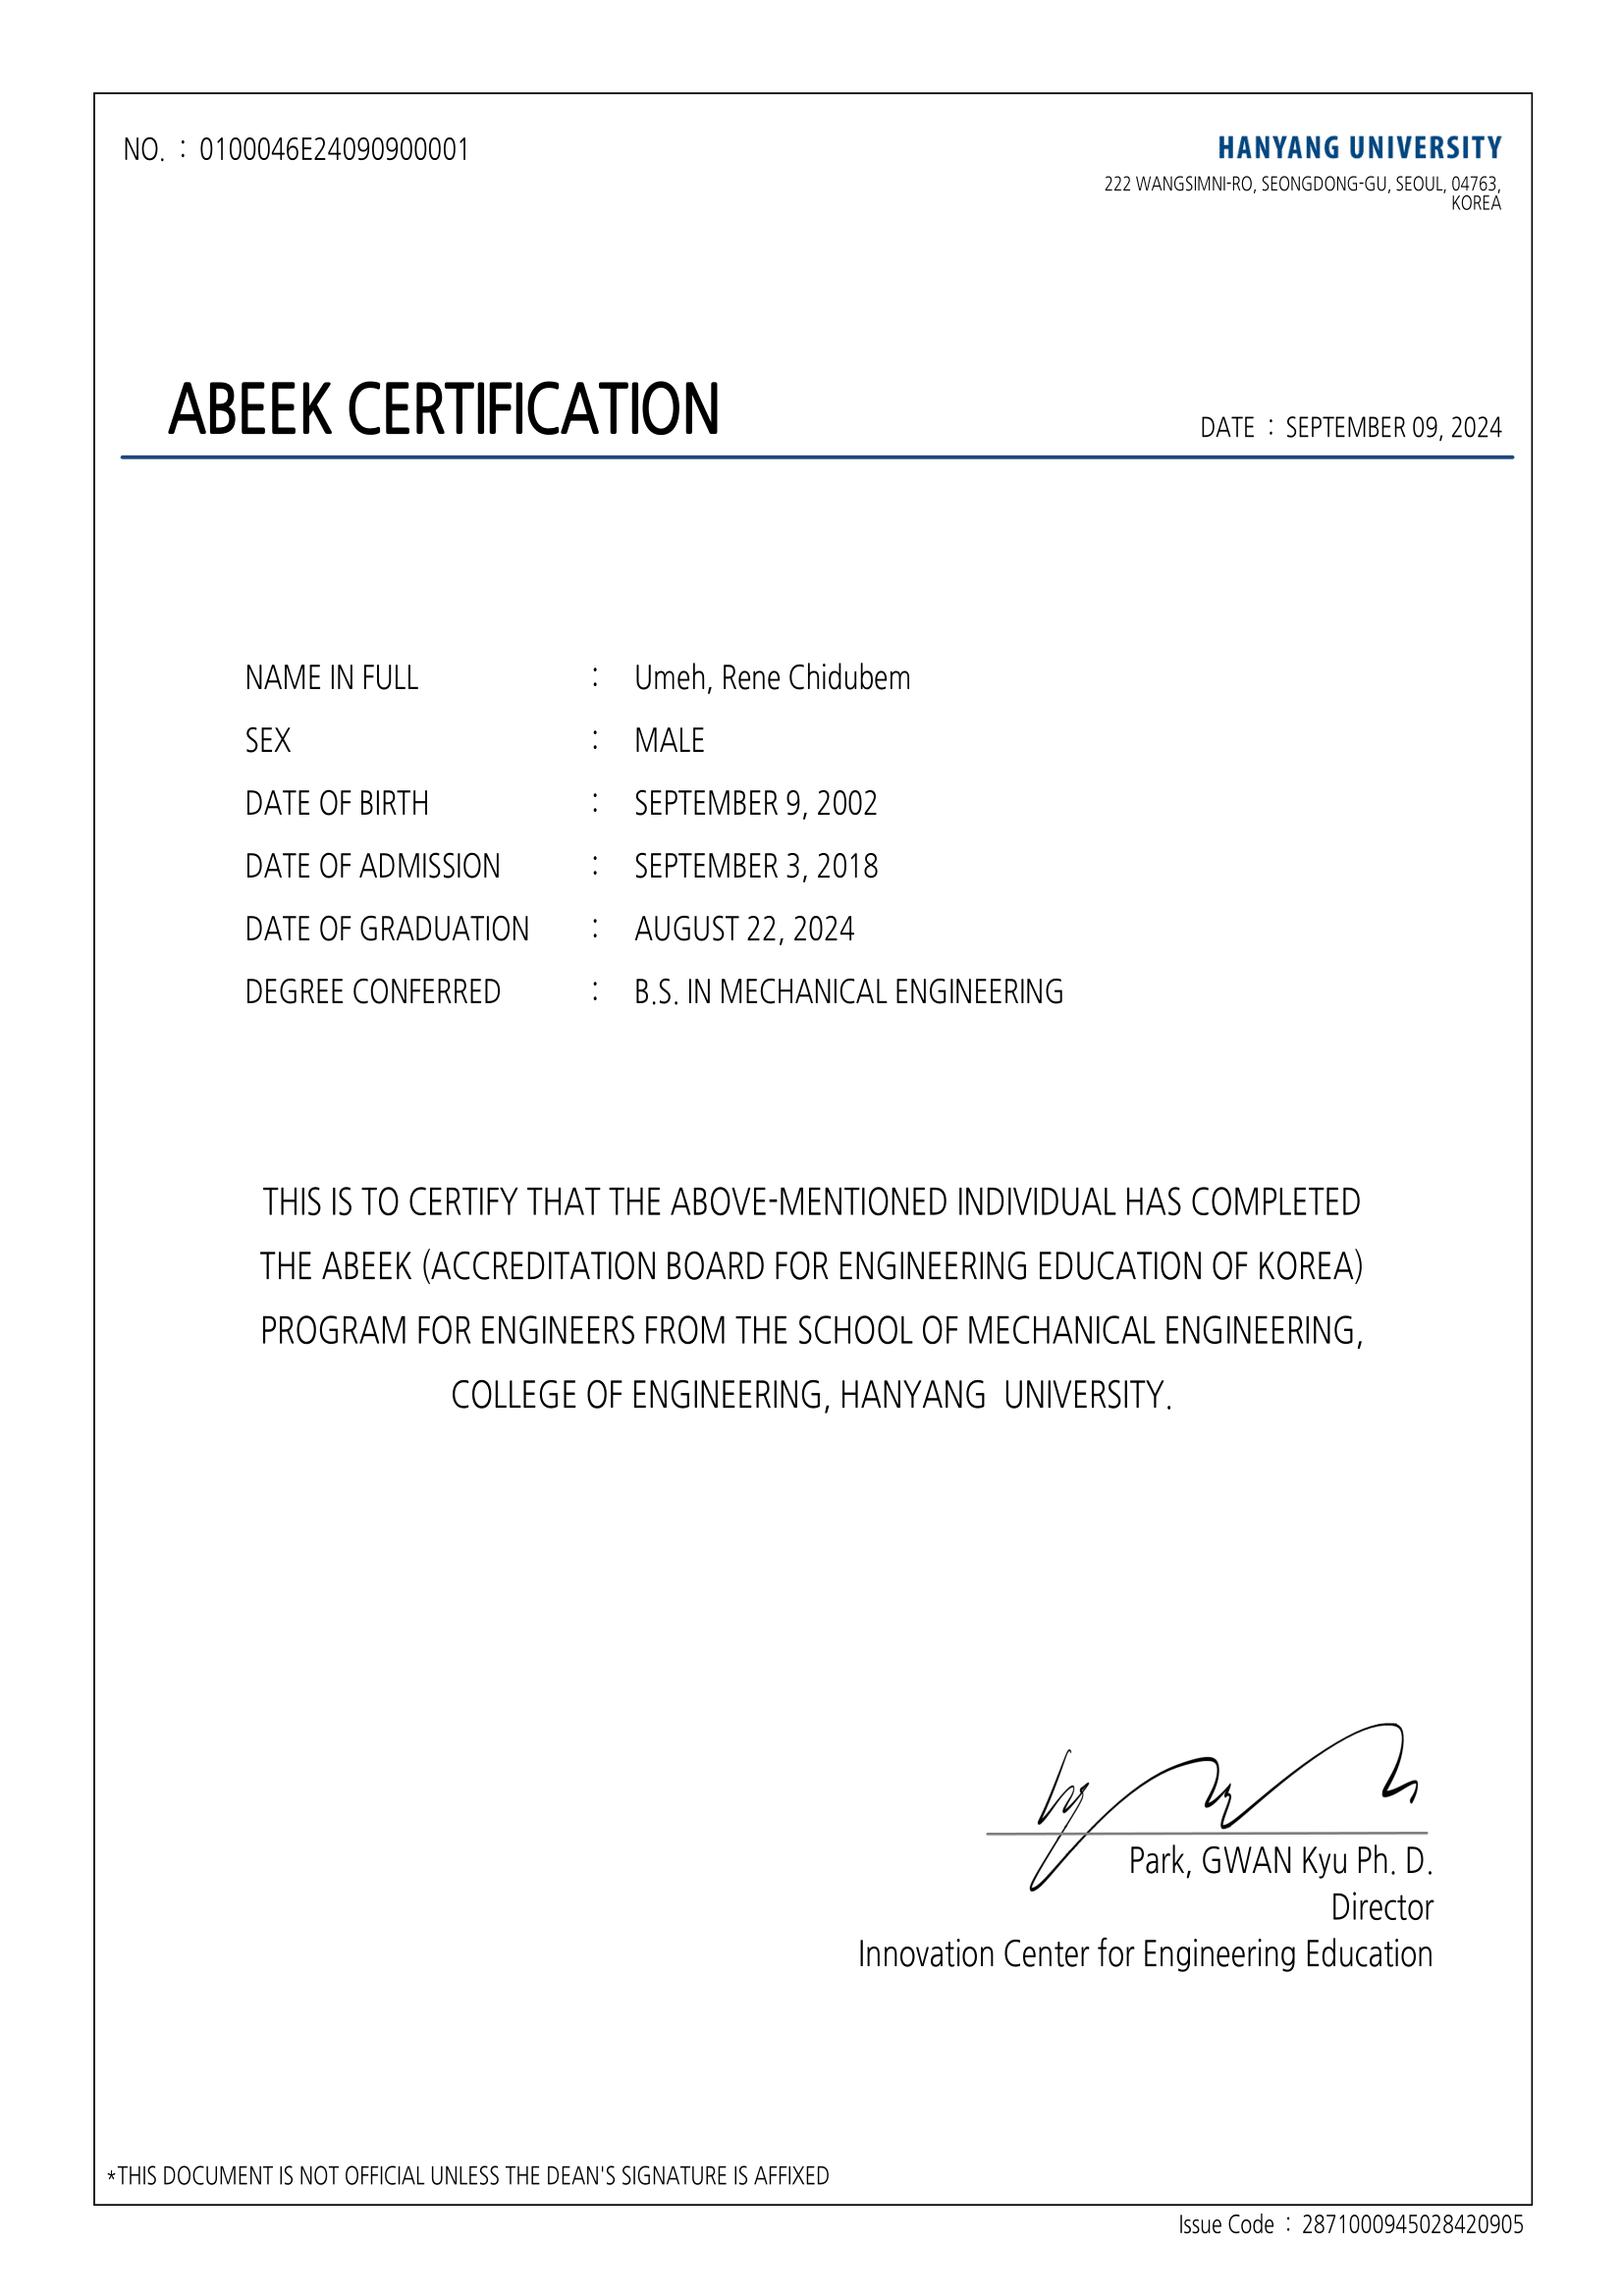 NO. : 0100046E24090900001
HANYANG UNIVERSITY
222 WANGSIMNI-RO, SEONGDONG-GU, SEOUL, 04763,
KOREA
ABEEK CERTIFICATION
DATE : SEPTEMBER 09, 2024
NAME IN FULL : Umeh, Rene Chidubem
SEX : MALE
DATE OF BIRTH : SEPTEMBER 9, 2002
DATE OF ADMISSION : SEPTEMBER 3, 2018
DATE OF GRADUATION : AUGUST 22, 2024
DEGREE CONFERRED : B.S. IN MECHANICAL ENGINEERING
THIS IS TO CERTIFY THAT THE ABOVE-MENTIONED INDIVIDUAL HAS COMPLETED
THE ABEEK (ACCREDITATION BOARD FOR ENGINEERING EDUCATION OF KOREA)
PROGRAM FOR ENGINEERS FROM THE SCHOOL OF MECHANICAL ENGINEERING,
COLLEGE OF ENGINEERING, HANYANG UNIVERSITY.
Park, GWAN Kyu Ph. D.
Director
Innovation Center for Engineering Education
*THIS DOCUMENT IS NOT OFFICIAL UNLESS THE DEAN'S SIGNATURE IS AFFIXED
Issue Code : 2871000945028420905